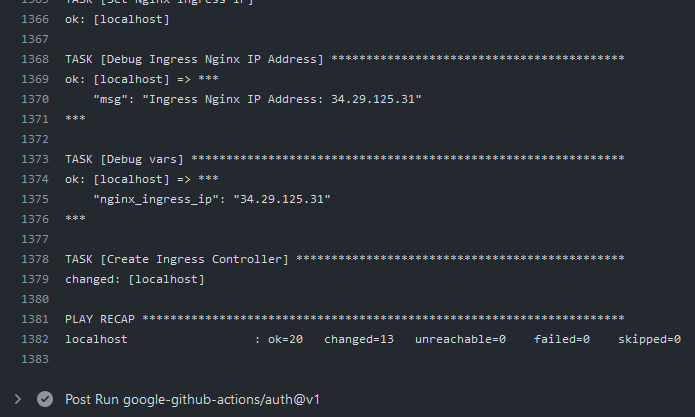 1365 TASK [Set Nginx Ingress IP]
1366 ok: [localhost]
1367
1368 TASK [Debug Ingress Nginx IP Address] ******************************************
1369 ok: [localhost] => ***
1370     "msg": "Ingress Nginx IP Address: 34.29.125.31"
1371 ***
1372
1373 TASK [Debug vars] **************************************************************
1374 ok: [localhost] => ***
1375     "nginx_ingress_ip": "34.29.125.31"
1376 ***
1377
1378 TASK [Create Ingress Controller] ***********************************************
1379 changed: [localhost]
1380
1381 PLAY RECAP *********************************************************************
1382 localhost                  : ok=20   changed=13   unreachable=0    failed=0    skipped=0
1383
Post Run google-github-actions/auth@v1